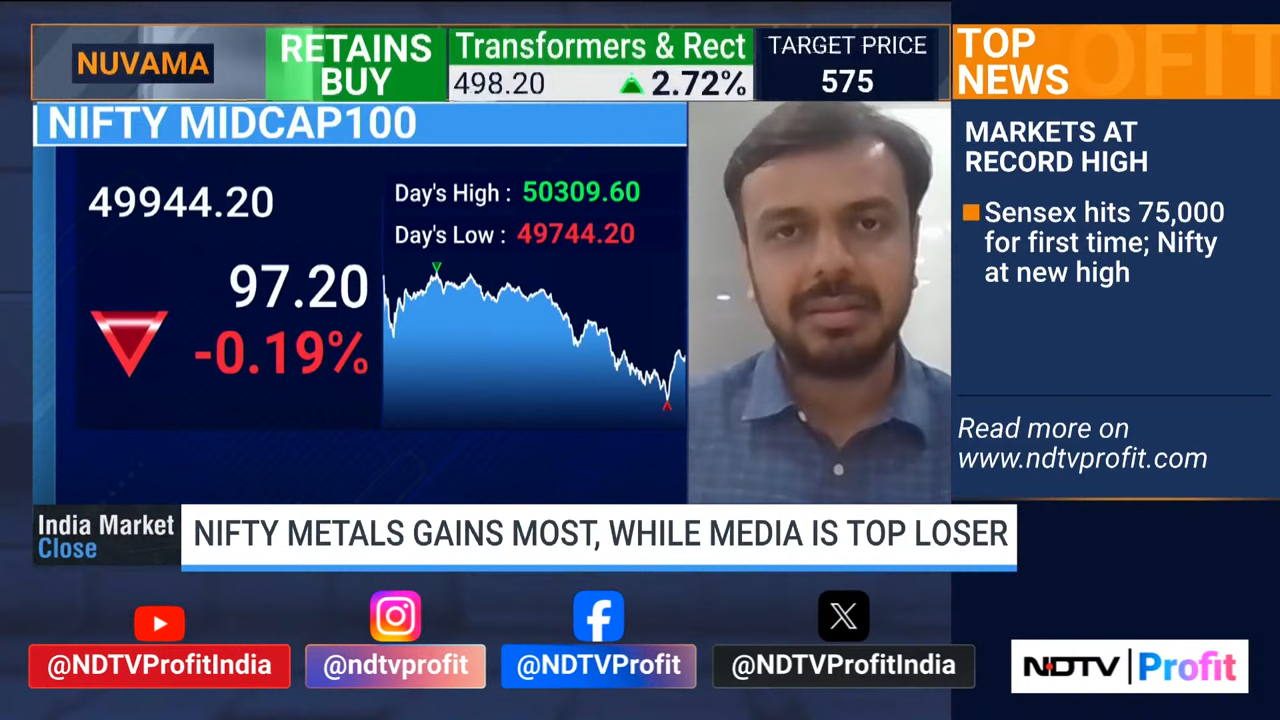 NUVAMA
RETAINS
BUY
Transformers & Rect
498.20 2.72%
TARGET PRICE
575
TOP
NEWS
PROFIT
NIFTY MIDCAP100
49944.20
97.20
-0.19%
Day's High : 50309.60
Day's Low : 49744.20
MARKETS AT
RECORD HIGH
Sensex hits 75,000
for first time; Nifty
at new high
Read more on
www.ndtvprofit.com
India Market
Close
NIFTY METALS GAINS MOST, WHILE MEDIA IS TOP LOSER
@NDTVProfitIndia
@ndtvprofit
@NDTVProfit
@NDTVProfitIndia
NDTV Profit